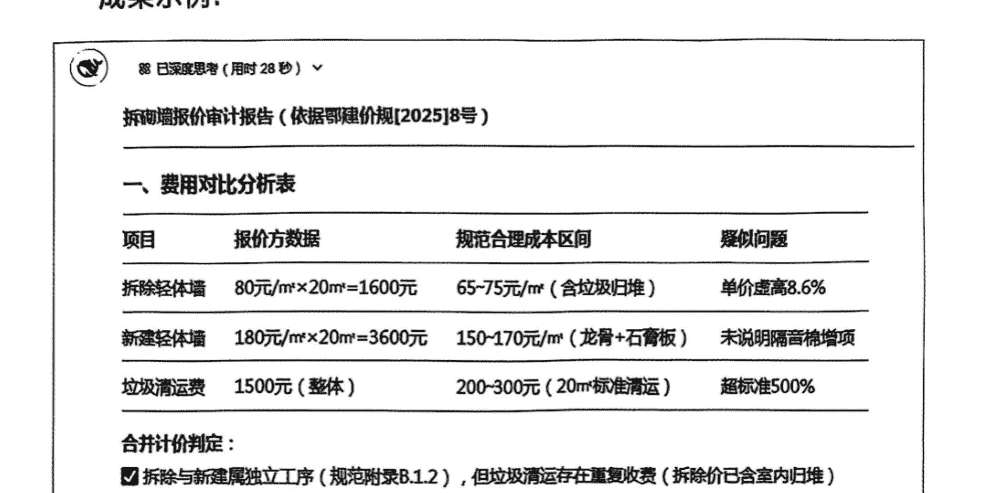 成果示例：
已深度思考（用时 28 秒）
拆砌墙报价审计报告（依据鄂建价规[2025]8号）
一、费用对比分析表
项目 报价方数据 规范合理成本区间 疑似问题
拆除轻体墙 80元/㎡×20㎡=1600元 65~75元/㎡（含垃圾归堆） 单价虚高8.6%
新建轻体墙 180元/㎡×20㎡=3600元 150~170元/㎡（龙骨+石膏板） 未说明隔音棉增项
垃圾清运费 1500元（整体） 200~300元（20㎡标准清运） 超标准500%
合并计价判定：
拆除与新建属独立工序（规范附录B.1.2），但垃圾清运存在重复收费（拆除价已含室内归堆）